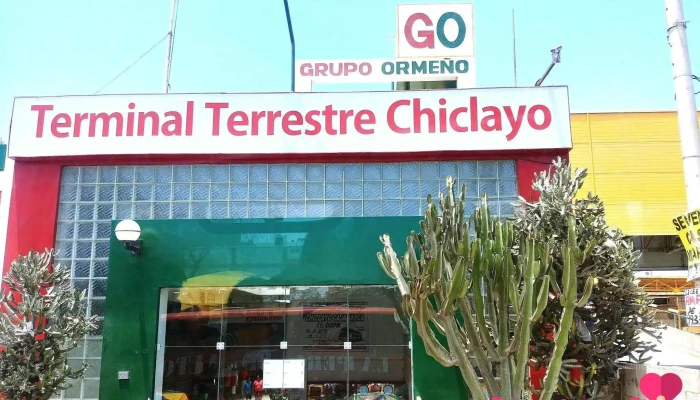 GO
GRUPO ORMEÑO
Terminal Terrestre Chiclayo